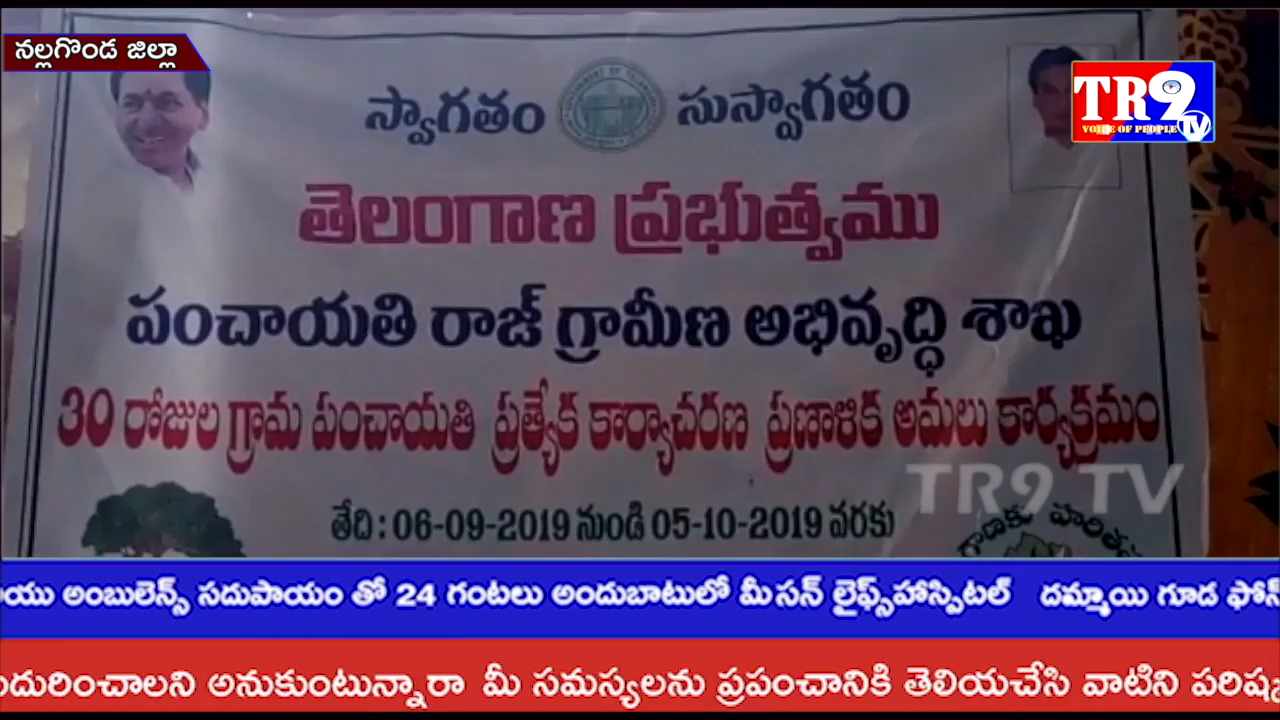 నల్లగొండ జిల్లా
TR9
VOICE OF PEOPLE TV
స్వాగతం సుస్వాగతం
తెలంగాణ ప్రభుత్వము
పంచాయతి రాజ్ గ్రామీణ అభివృద్ధి శాఖ
30 రోజుల గ్రామ పంచాయతి ప్రత్యేక కార్యాచరణ ప్రణాళిక అమలు కార్యక్రమం
TR9 TV
తేది : 06-09-2019 నుండి 05-10-2019 వరకు
అంబులెన్స్ సదుపాయం తో 24 గంటలు అందుబాటులో మీ సన్ లైఫ్స్‌హాస్పిటల్ దమ్మాయి గూడ ఫోన్
అనుకుంటున్నారా మీ సమస్యలను ప్రపంచానికి తెలియచేసి వాటిని